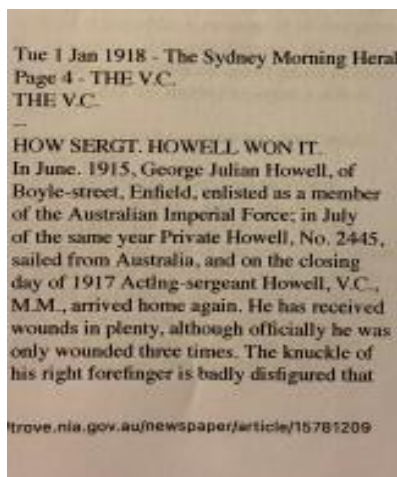 Tue 1 Jan 1918 - The Sydney Morning Heral
Page 4 - THE V.C.
THE V.C.
--
HOW SERGT. HOWELL WON IT.
In June. 1915, George Julian Howell, of
Boyle-street, Enfield, enlisted as a member
of the Australian Imperial Force; in July
of the same year Private Howell, No. 2445,
sailed from Australia, and on the closing
day of 1917 Acting-sergeant Howell, V.C.,
M.M., arrived home again. He has received
wounds in plenty, although officially he was
only wounded three times. The knuckle of
his right forefinger is badly disfigured that
/trove.nla.gov.au/newspaper/article/15781209